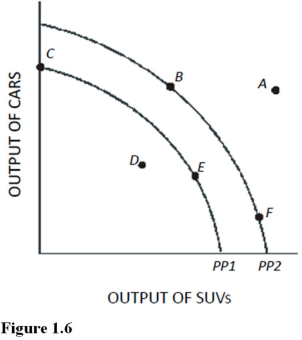 C
B
A
OUTPUT OF CARS
D
E
F
PP1 PP2
OUTPUT OF SUVs
Figure 1.6